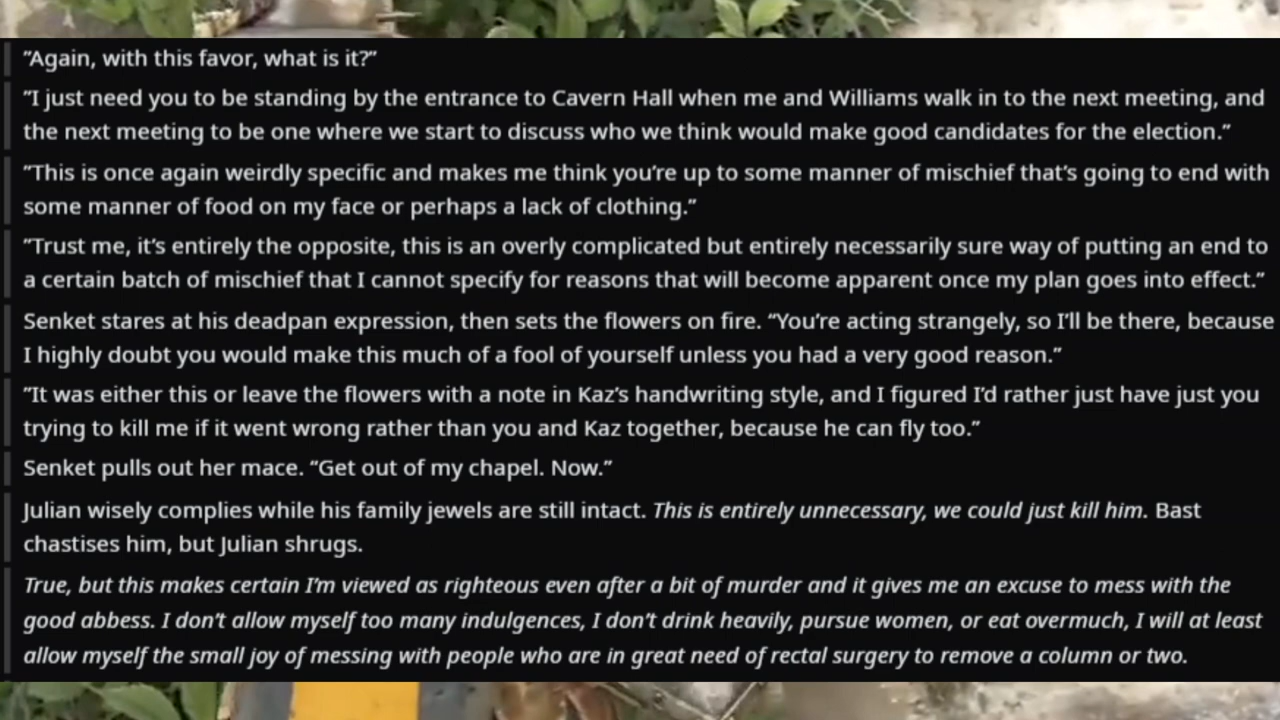 "Again, with this favor, what is it?"
"I just need you to be standing by the entrance to Cavern Hall when me and Williams walk in to the next meeting, and
the next meeting to be one where we start to discuss who we think would make good candidates for the election."
"This is once again weirdly specific and makes me think you're up to some manner of mischief that's going to end with
some manner of food on my face or perhaps a lack of clothing."
"Trust me, it's entirely the opposite, this is an overly complicated but entirely necessarily sure way of putting an end to
a certain batch of mischief that I cannot specify for reasons that will become apparent once my plan goes into effect."
Senket stares at his deadpan expression, then sets the flowers on fire. "You're acting strangely, so I'll be there, because
I highly doubt you would make this much of a fool of yourself unless you had a very good reason."
"It was either this or leave the flowers with a note in Kaz's handwriting style, and I figured I'd rather just have just you
trying to kill me if it went wrong rather than you and Kaz together, because he can fly too."
Senket pulls out her mace. "Get out of my chapel. Now."
Julian wisely complies while his family jewels are still intact. This is entirely unnecessary, we could just kill him. Bast
chastises him, but Julian shrugs.
True, but this makes certain I'm viewed as righteous even after a bit of murder and it gives me an excuse to mess with the
good abbess. I don't allow myself too many indulgences, I don't drink heavily, pursue women, or eat overmuch, I will at least
allow myself the small joy of messing with people who are in great need of rectal surgery to remove a column or two.